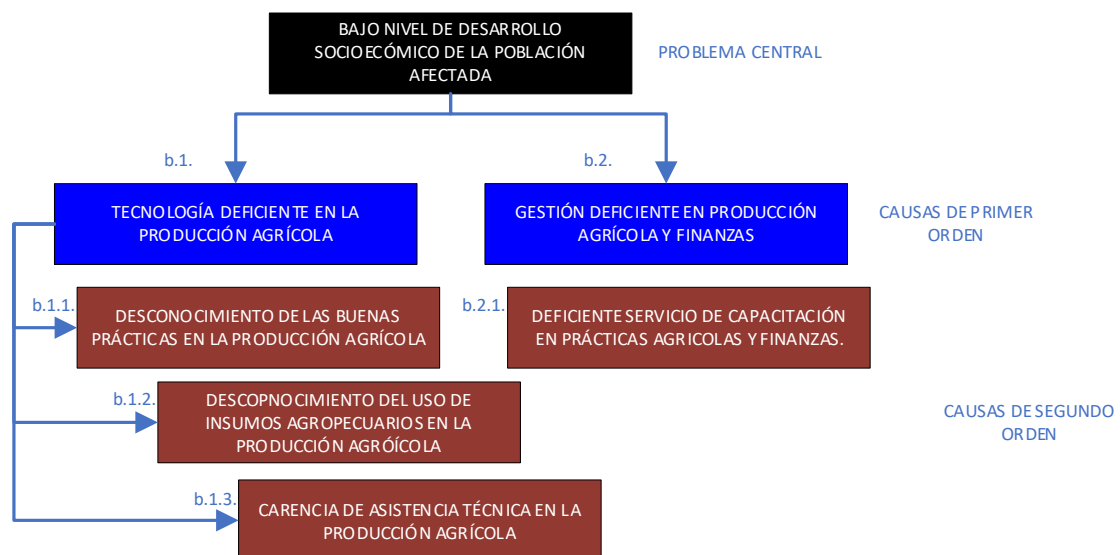 BAJO NIVEL DE DESARROLLO
SOCIOECÓMICO DE LA POBLACIÓN
AFECTADA
PROBLEMA CENTRAL
b.1.
b.2.
TECNOLOGÍA DEFICIENTE EN LA
PRODUCCIÓN AGRÍCOLA
GESTIÓN DEFICIENTE EN PRODUCCIÓN
AGRÍCOLA Y FINANZAS
CAUSAS DE PRIMER
ORDEN
b.1.1.
DESCONOCIMIENTO DE LAS BUENAS
PRÁCTICAS EN LA PRODUCCIÓN AGRÍCOLA
b.2.1.
DEFICIENTE SERVICIO DE CAPACITACIÓN
EN PRÁCTICAS AGRICOLAS Y FINANZAS.
b.1.2.
DESCOPNOCIMIENTO DEL USO DE
INSUMOS AGROPECUARIOS EN LA
PRODUCCIÓN AGRÓÍCOLA
CAUSAS DE SEGUNDO
ORDEN
b.1.3.
CARENCIA DE ASISTENCIA TÉCNICA EN LA
PRODUCCIÓN AGRÍCOLA